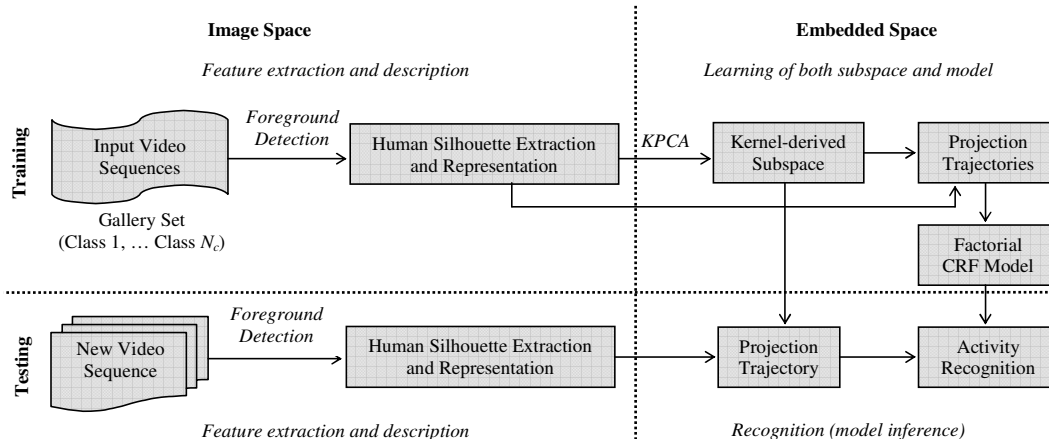 Image Space
Embedded Space
Feature extraction and description
Learning of both subspace and model
Training
Input Video
Sequences
Foreground
Detection
Human Silhouette Extraction
and Representation
KPCA
Kernel-derived
Subspace
Projection
Trajectories
Gallery Set
(Class 1, … Class Nc)
Factorial
CRF Model
Testing
New Video
Sequence
Foreground
Detection
Human Silhouette Extraction
and Representation
Projection
Trajectory
Activity
Recognition
Feature extraction and description
Recognition (model inference)